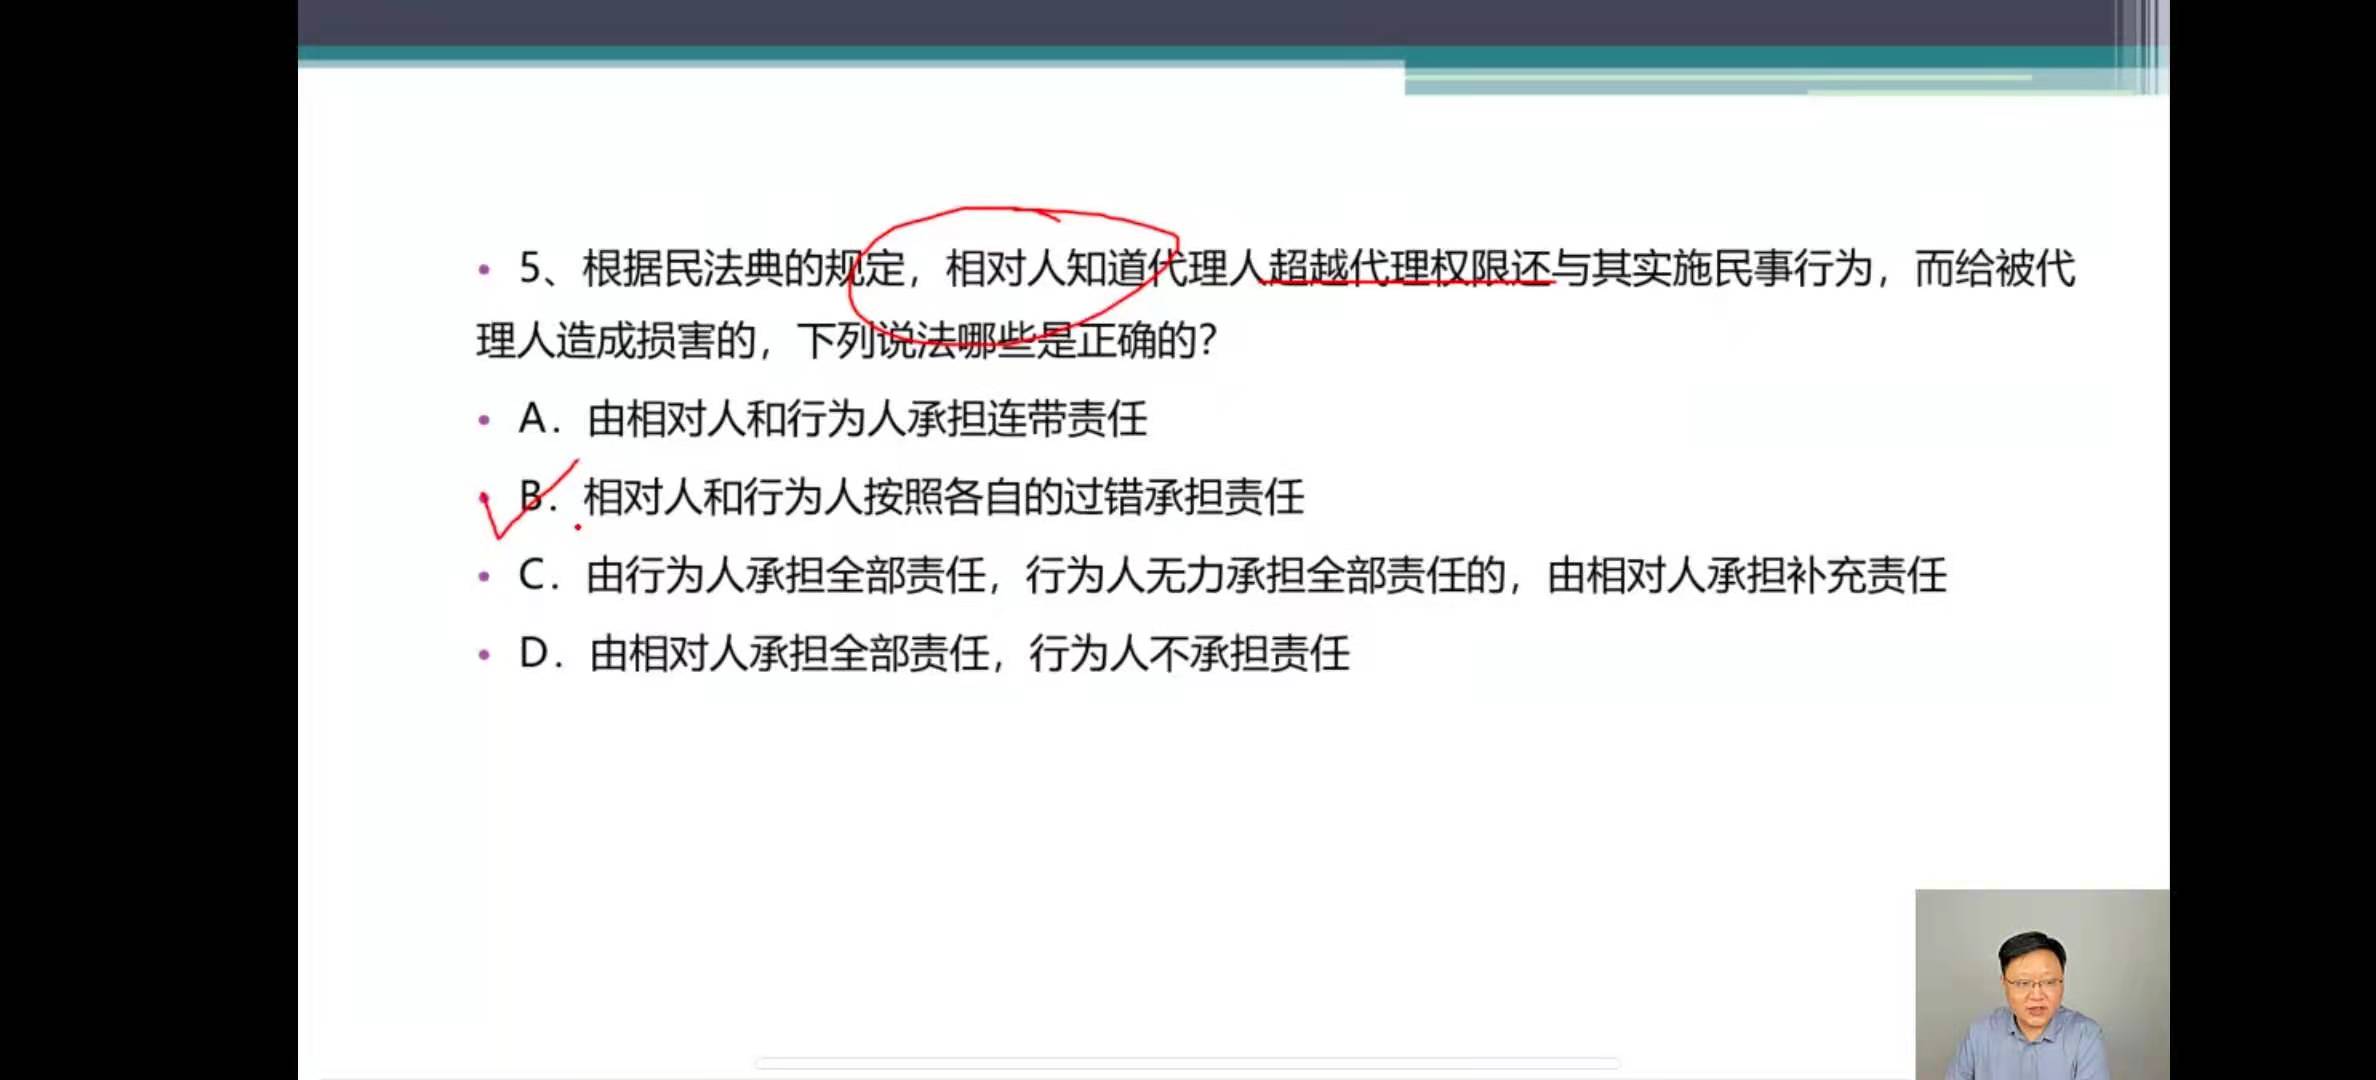 5、根据民法典的规定，相对人知道代理人超越代理权限还与其实施民事行为，而给被代
理人造成损害的，下列说法哪些是正确的？
A．由相对人和行为人承担连带责任
B．相对人和行为人按照各自的过错承担责任
C．由行为人承担全部责任，行为人无力承担全部责任的，由相对人承担补充责任
D．由相对人承担全部责任，行为人不承担责任